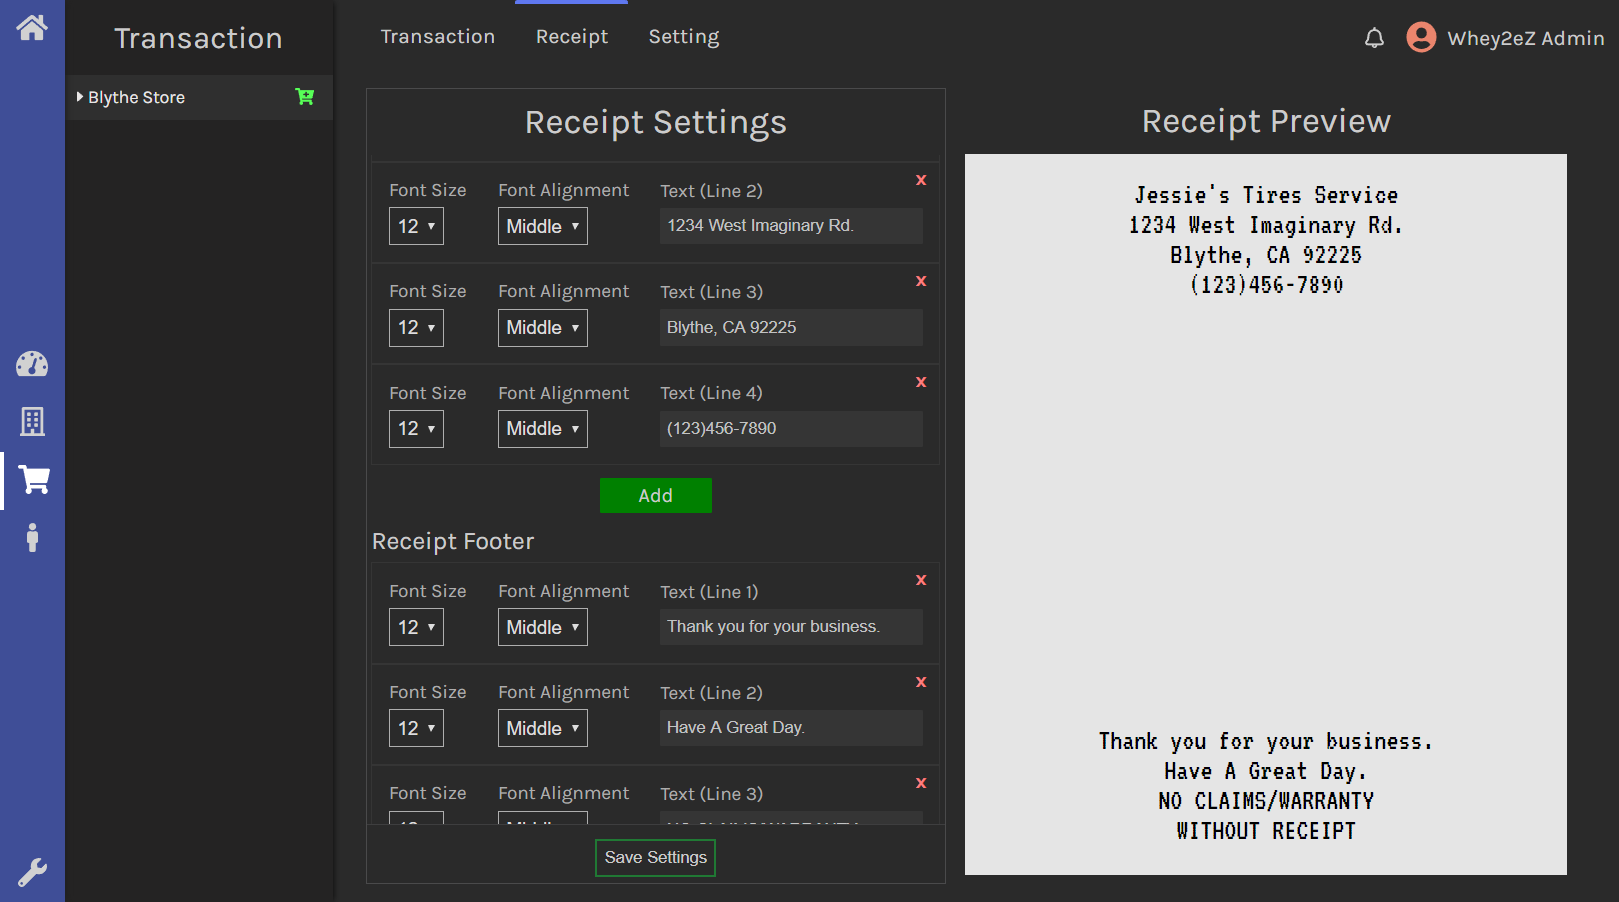 Transaction
Transaction
Receipt
Setting
Whey2eZ Admin
Blythe Store
Receipt Settings
x
Font Size
Font Alignment
Text (Line 2)
12
Middle
1234 West Imaginary Rd.
x
Font Size
Font Alignment
Text (Line 3)
12
Middle
Blythe, CA 92225
x
Font Size
Font Alignment
Text (Line 4)
12
Middle
(123)456-7890
Add
Receipt Footer
x
Font Size
Font Alignment
Text (Line 1)
12
Middle
Thank you for your business.
x
Font Size
Font Alignment
Text (Line 2)
12
Middle
Have A Great Day.
x
Font Size
Font Alignment
Text (Line 3)
Save Settings
Receipt Preview
Jessie's Tires Service
1234 West Imaginary Rd.
Blythe, CA 92225
(123)456-7890
Thank you for your business.
Have A Great Day.
NO CLAIMS/WARRANTY
WITHOUT RECEIPT